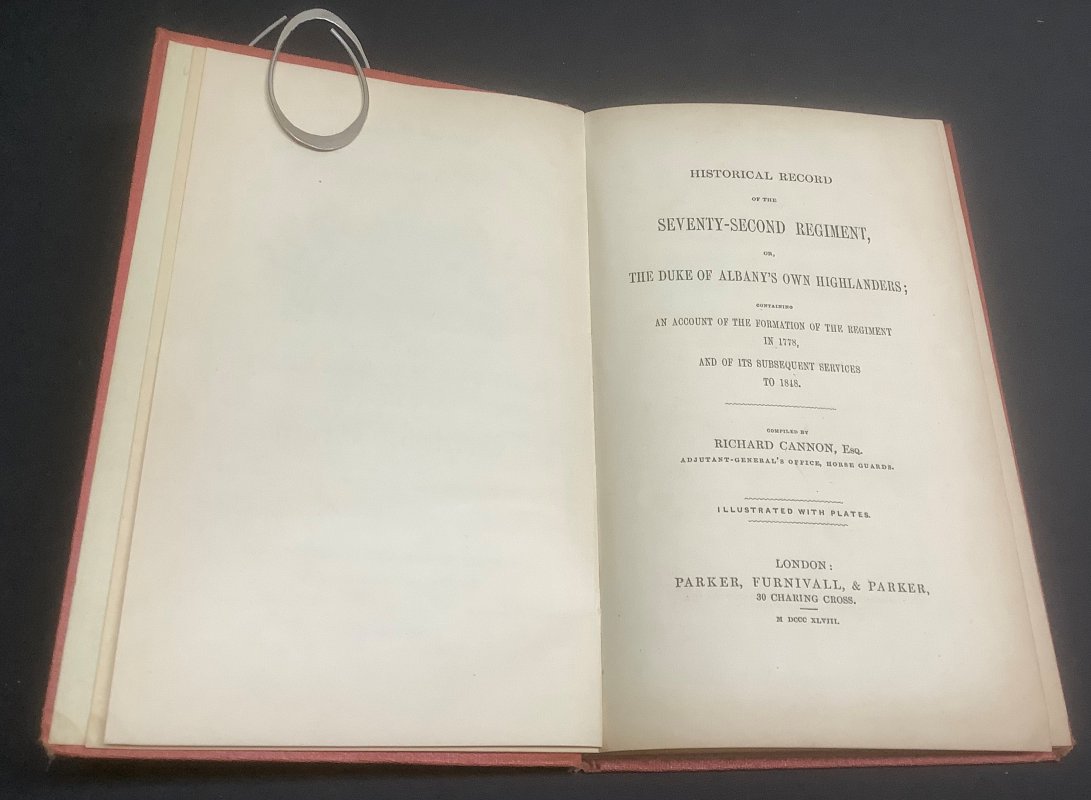 HISTORICAL RECORD
OF THE
SEVENTY-SECOND REGIMENT,
OR,
THE DUKE OF ALBANY'S OWN HIGHLANDERS;
CONTAINING
AN ACCOUNT OF THE FORMATION OF THE REGIMENT
IN 1778,
AND OF ITS SUBSEQUENT SERVICES
TO 1848.
COMPILED BY
RICHARD CANNON, ESQ.
ADJUTANT-GENERAL'S OFFICE, HORSE GUARDS.
ILLUSTRATED WITH PLATES.
LONDON:
PARKER, FURNIVALL, & PARKER,
30 CHARING CROSS.
M DCCC XLVIII.